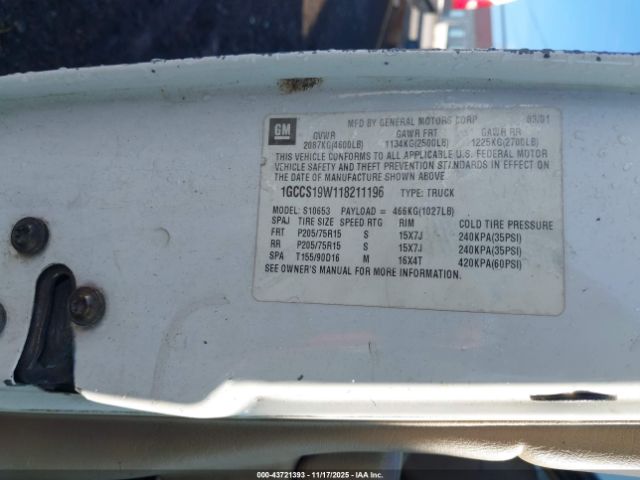 GM
MFD BY GENERAL MOTORS CORP 03/01
GVWR GAWR FRT GAWR RR
2087KG(4600LB) 1134KG(2500LB) 1225KG(2700LB)
THIS VEHICLE CONFORMS TO ALL APPLICABLE U.S. FEDERAL MOTOR
VEHICLE SAFETY AND THEFT PREVENTION STANDARDS IN EFFECT ON
THE DATE OF MANUFACTURE SHOWN ABOVE.
1GCCS19W118211196 TYPE: TRUCK
MODEL: S10653 PAYLOAD = 466KG(1027LB)
SPAJ TIRE SIZE SPEED RTG RIM COLD TIRE PRESSURE
FRT P205/75R15 S 15X7J 240KPA(35PSI)
RR P205/75R15 S 15X7J 240KPA(35PSI)
SPA T155/90D16 M 16X4T 420KPA(60PSI)
SEE OWNER'S MANUAL FOR MORE INFORMATION.
00-43721393 - 11/17/2025 - IAA Inc.